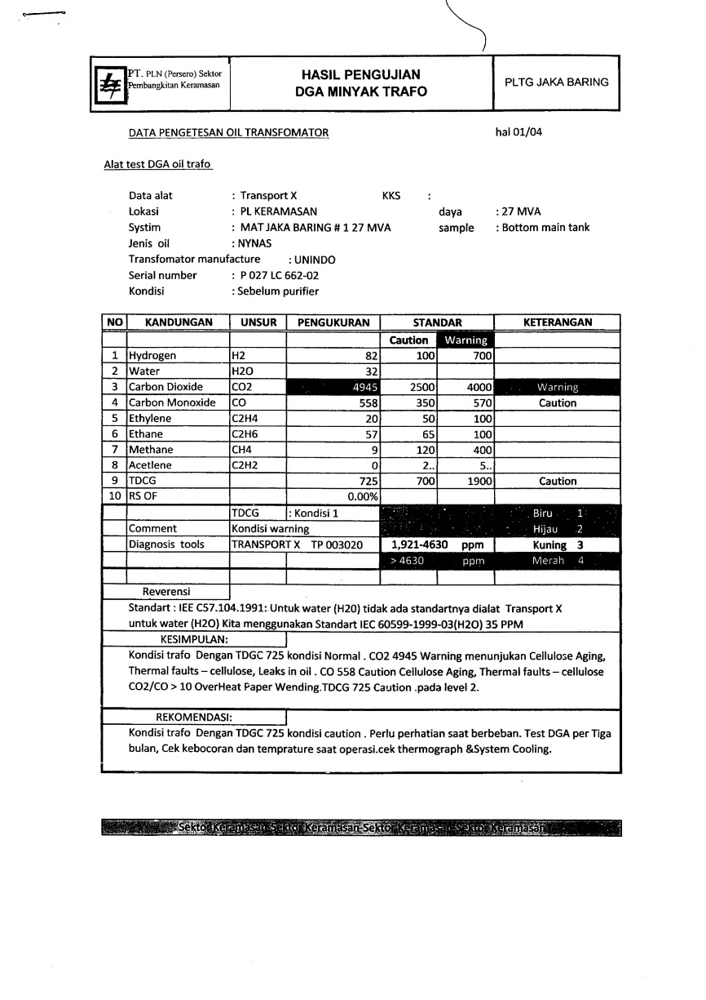 PT. PLN (Persero) Sektor
Pembangkitan Keramasan
HASIL PENGUJIAN
DGA MINYAK TRAFO
PLTG JAKA BARING
DATA PENGETESAN OIL TRANSFOMATOR hal 01/04
Alat test DGA oil trafo
Data alat : Transport X KKS :
Lokasi : PL KERAMASAN daya : 27 MVA
Systim : MAT JAKA BARING # 1 27 MVA sample : Bottom main tank
Jenis oil : NYNAS
Transfomator manufacture : UNINDO
Serial number : P 027 LC 662-02
Kondisi : Sebelum purifier
NO KANDUNGAN UNSUR PENGUKURAN STANDAR KETERANGAN
Caution Warning
1 Hydrogen H2 82 100 700
2 Water H2O 32
3 Carbon Dioxide CO2 4945 2500 4000 Warning
4 Carbon Monoxide CO 558 350 570 Caution
5 Ethylene C2H4 20 50 100
6 Ethane C2H6 57 65 100
7 Methane CH4 9 120 400
8 Acetlene C2H2 0 2.. 5..
9 TDCG 725 700 1900 Caution
10 RS OF 0.00%
TDCG : Kondisi 1 Biru 1
Comment Kondisi warning Hijau 2
Diagnosis tools TRANSPORT X TP 003020 1,921-4630 ppm Kuning 3
> 4630 ppm Merah 4
Reverensi
Standart : IEE C57.104.1991: Untuk water (H20) tidak ada standartnya dialat Transport X
untuk water (H2O) Kita menggunakan Standart IEC 60599-1999-03(H2O) 35 PPM
KESIMPULAN:
Kondisi trafo Dengan TDGC 725 kondisi Normal . CO2 4945 Warning menunjukan Cellulose Aging,
Thermal faults – cellulose, Leaks in oil . CO 558 Caution Cellulose Aging, Thermal faults – cellulose
CO2/CO > 10 OverHeat Paper Wending.TDCG 725 Caution .pada level 2.
REKOMENDASI:
Kondisi trafo Dengan TDGC 725 kondisi caution . Perlu perhatian saat berbeban. Test DGA per Tiga
bulan, Cek kebocoran dan temprature saat operasi.cek thermograph &System Cooling.
Sektor Keramasan-Sektor Keramasan-Sektor Keramasan-Sektor Keramasan